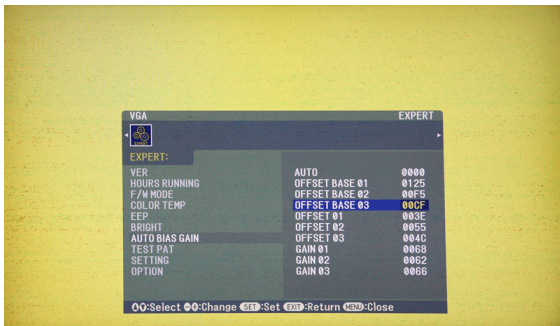 VGA EXPERT
EXPERT
EXPERT:
VER
HOURS RUNNING
F/W MODE
COLOR TEMP
EEP
BRIGHT
AUTO BIAS GAIN
TEST PAT
SETTING
OPTION
AUTO 0000
OFFSET BASE 01 0125
OFFSET BASE 02 00F5
OFFSET BASE 03 00CF
OFFSET 01 003E
OFFSET 02 0055
OFFSET 03 004C
GAIN 01 0068
GAIN 02 0062
GAIN 03 0066
:Select :Change SET:Set EXIT:Return MENU:Close